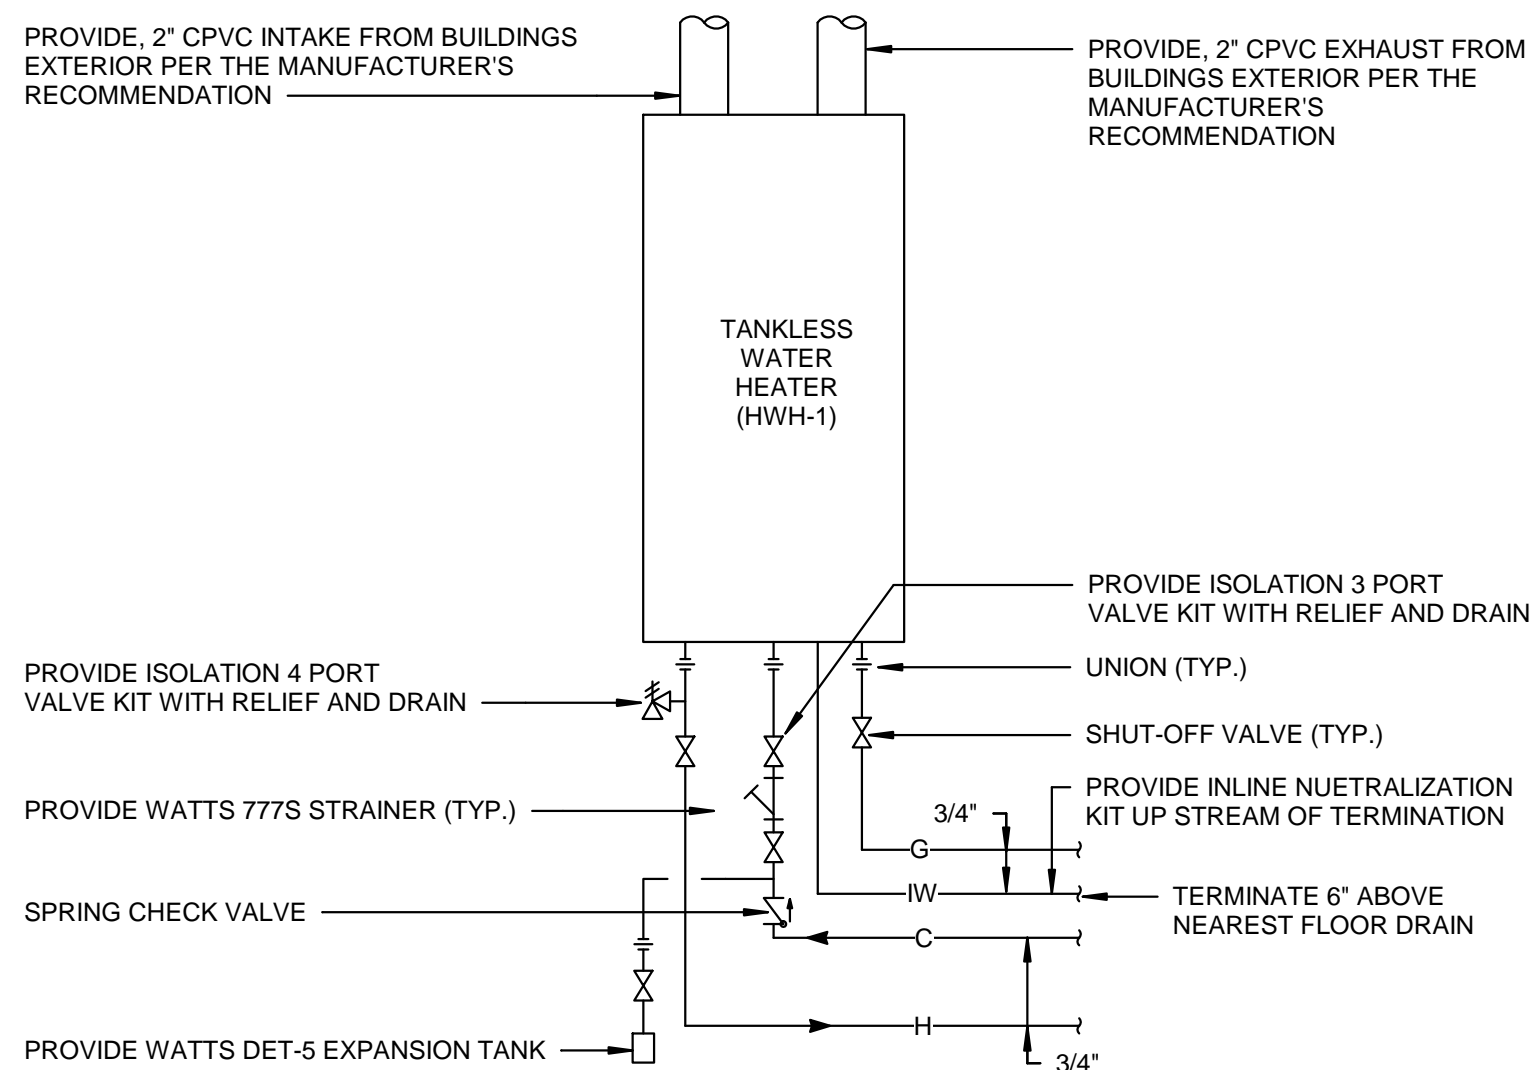 PROVIDE, 2" CPVC INTAKE FROM BUILDINGS
EXTERIOR PER THE MANUFACTURER'S
RECOMMENDATION
PROVIDE, 2" CPVC EXHAUST FROM
BUILDINGS EXTERIOR PER THE
MANUFACTURER'S
RECOMMENDATION
TANKLESS
WATER
HEATER
(HWH-1)
PROVIDE ISOLATION 3 PORT
VALVE KIT WITH RELIEF AND DRAIN
PROVIDE ISOLATION 4 PORT
VALVE KIT WITH RELIEF AND DRAIN
UNION (TYP.)
SHUT-OFF VALVE (TYP.)
PROVIDE WATTS 777S STRAINER (TYP.)
PROVIDE INLINE NUETRALIZATION
KIT UP STREAM OF TERMINATION
3/4"
G
IW
TERMINATE 6" ABOVE
NEAREST FLOOR DRAIN
SPRING CHECK VALVE
C
H
PROVIDE WATTS DET-5 EXPANSION TANK
3/4"